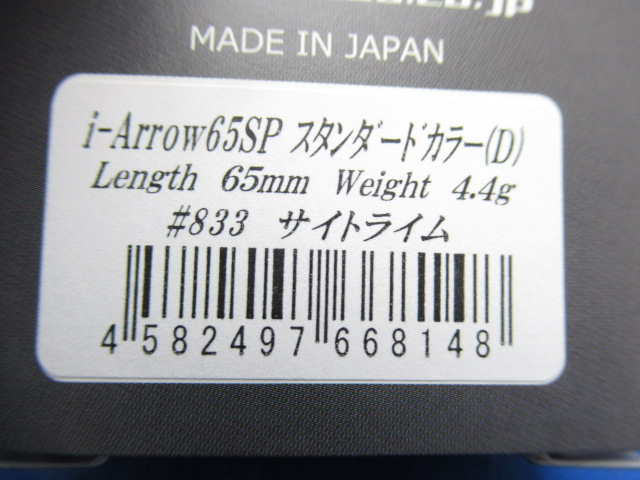 MADE IN JAPAN
i-Arrow65SP スタンダードカラー(D)
Length 65mm Weight 4.4g
#833 サイトライム
4 582497 668148